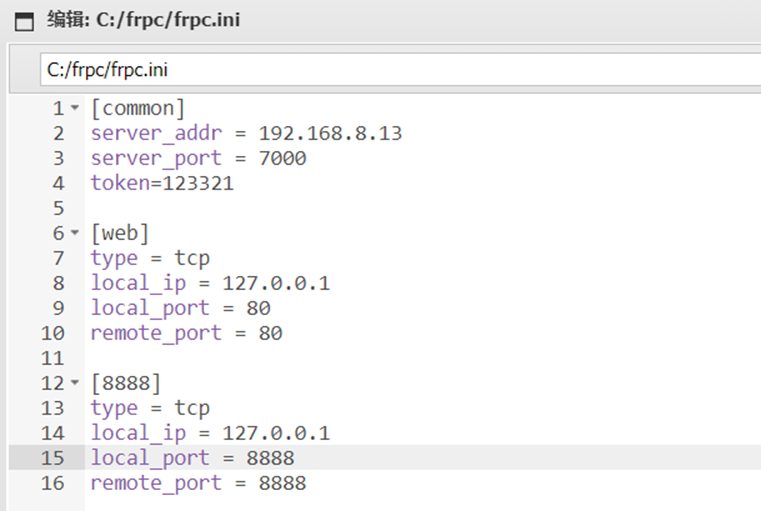 编辑: C:/frpc/frpc.ini
C:/frpc/frpc.ini
1 [common]
2 server_addr = 192.168.8.13
3 server_port = 7000
4 token=123321
5
6 [web]
7 type = tcp
8 local_ip = 127.0.0.1
9 local_port = 80
10 remote_port = 80
11
12 [8888]
13 type = tcp
14 local_ip = 127.0.0.1
15 local_port = 8888
16 remote_port = 8888